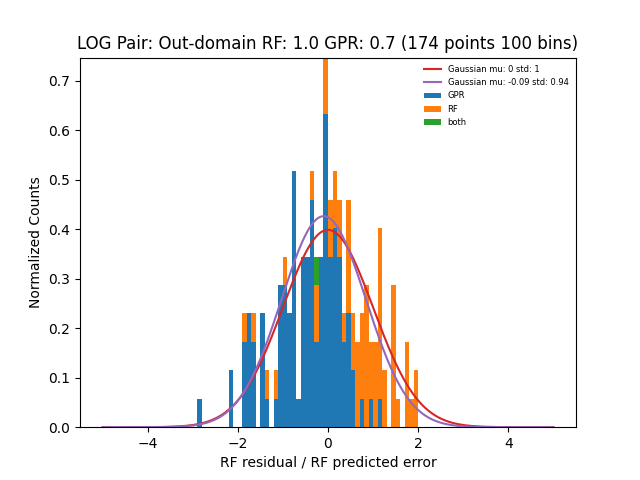 LOG Pair: Out-domain RF: 1.0 GPR: 0.7 (174 points 100 bins)
Gaussian mu: 0 std: 1
Gaussian mu: -0.09 std: 0.94
GPR
RF
both
Normalized Counts
0.7
0.6
0.5
0.4
0.3
0.2
0.1
0.0
−4 −2 0 2 4
RF residual / RF predicted error